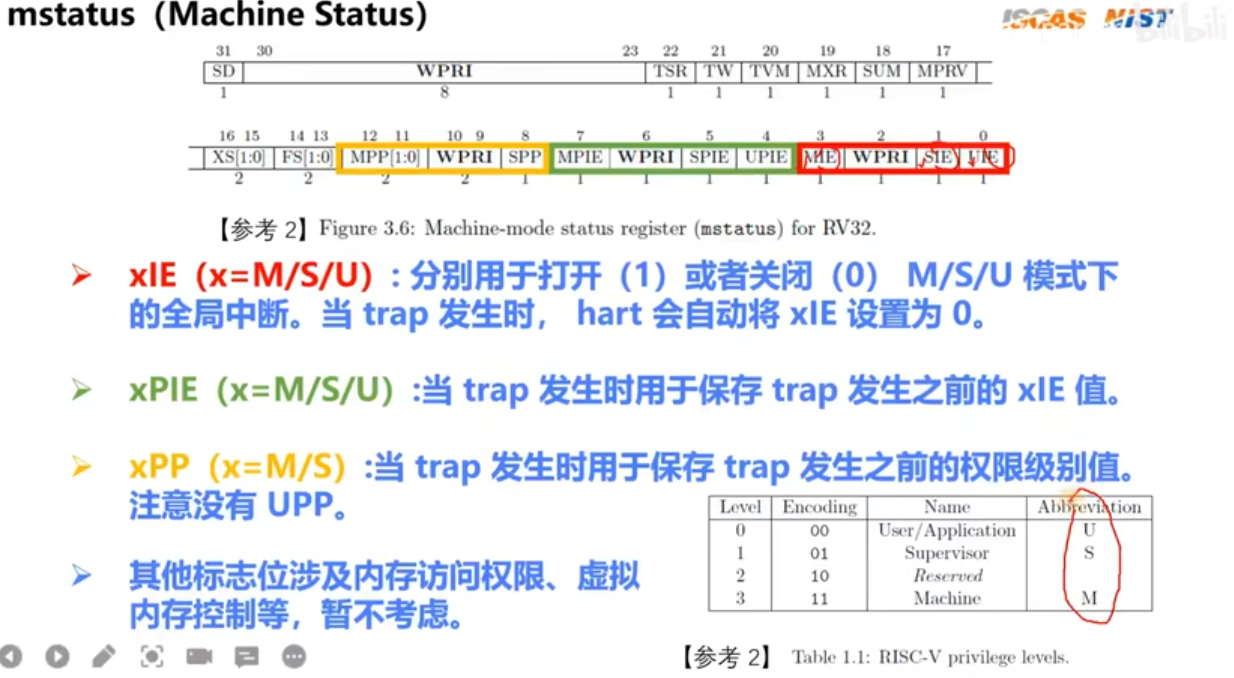 mstatus（Machine Status）
ISCAS NIST
bilibili
31 30 23 22 21 20 19 18 17
SD WPRI TSR TW TVM MXR SUM MPRV
1 8 1 1 1 1 1 1
16 15 14 13 12 11 10 9 8 7 6 5 4 3 2 1 0
XS[1:0] FS[1:0] MPP[1:0] WPRI SPP MPIE WPRI SPIE UPIE MIE WPRI SIE UIE
2 2 2 2 1 1 1 1 1 1 1 1 1
【参考 2】Figure 3.6: Machine-mode status register (mstatus) for RV32.
➢ xIE（x=M/S/U）: 分别用于打开（1）或者关闭（0） M/S/U 模式下
的全局中断。当 trap 发生时， hart 会自动将 xIE 设置为 0。
➢ xPIE（x=M/S/U）:当 trap 发生时用于保存 trap 发生之前的 xIE 值。
➢ xPP（x=M/S）:当 trap 发生时用于保存 trap 发生之前的权限级别值。
注意没有 UPP。
➢ 其他标志位涉及内存访问权限、虚拟
内存控制等，暂不考虑。
Level Encoding Name Abbreviation
0 00 User/Application U
1 01 Supervisor S
2 10 Reserved
3 11 Machine M
【参考 2】 Table 1.1: RISC-V privilege levels.